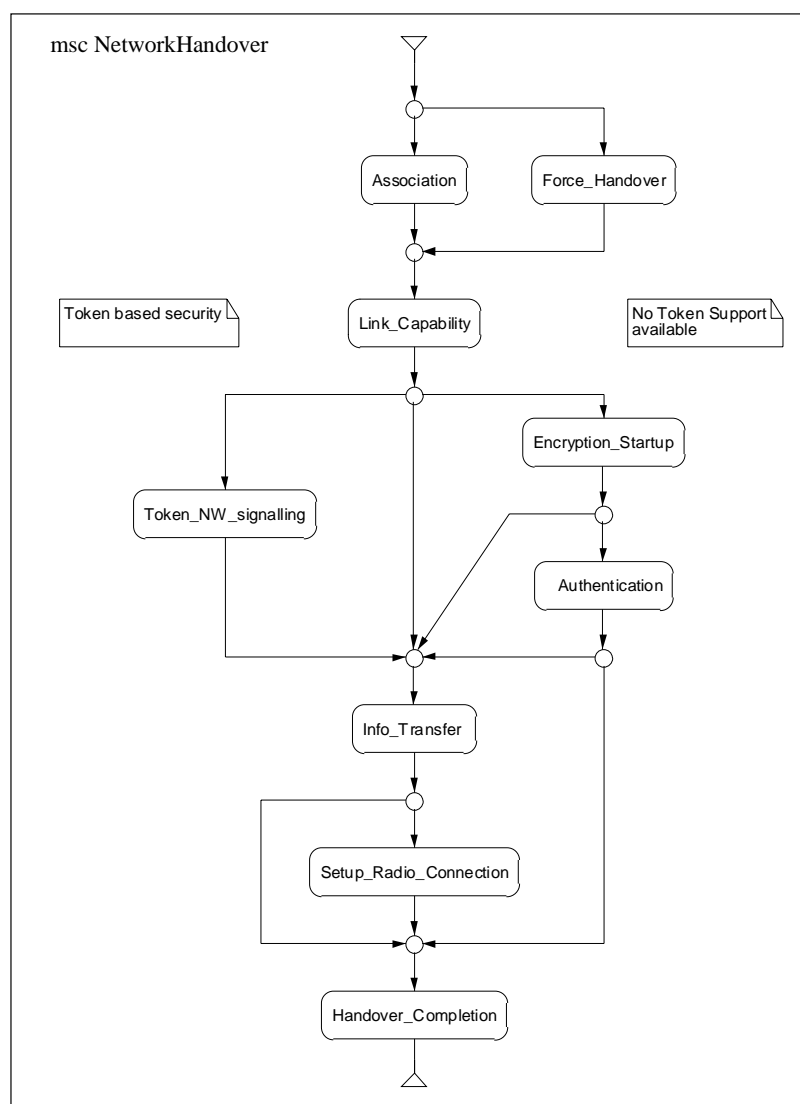 msc NetworkHandover
Association
Force_Handover
Token based security
Link_Capability
No Token Support
available
Encryption_Startup
Token_NW_signalling
Authentication
Info_Transfer
Setup_Radio_Connection
Handover_Completion